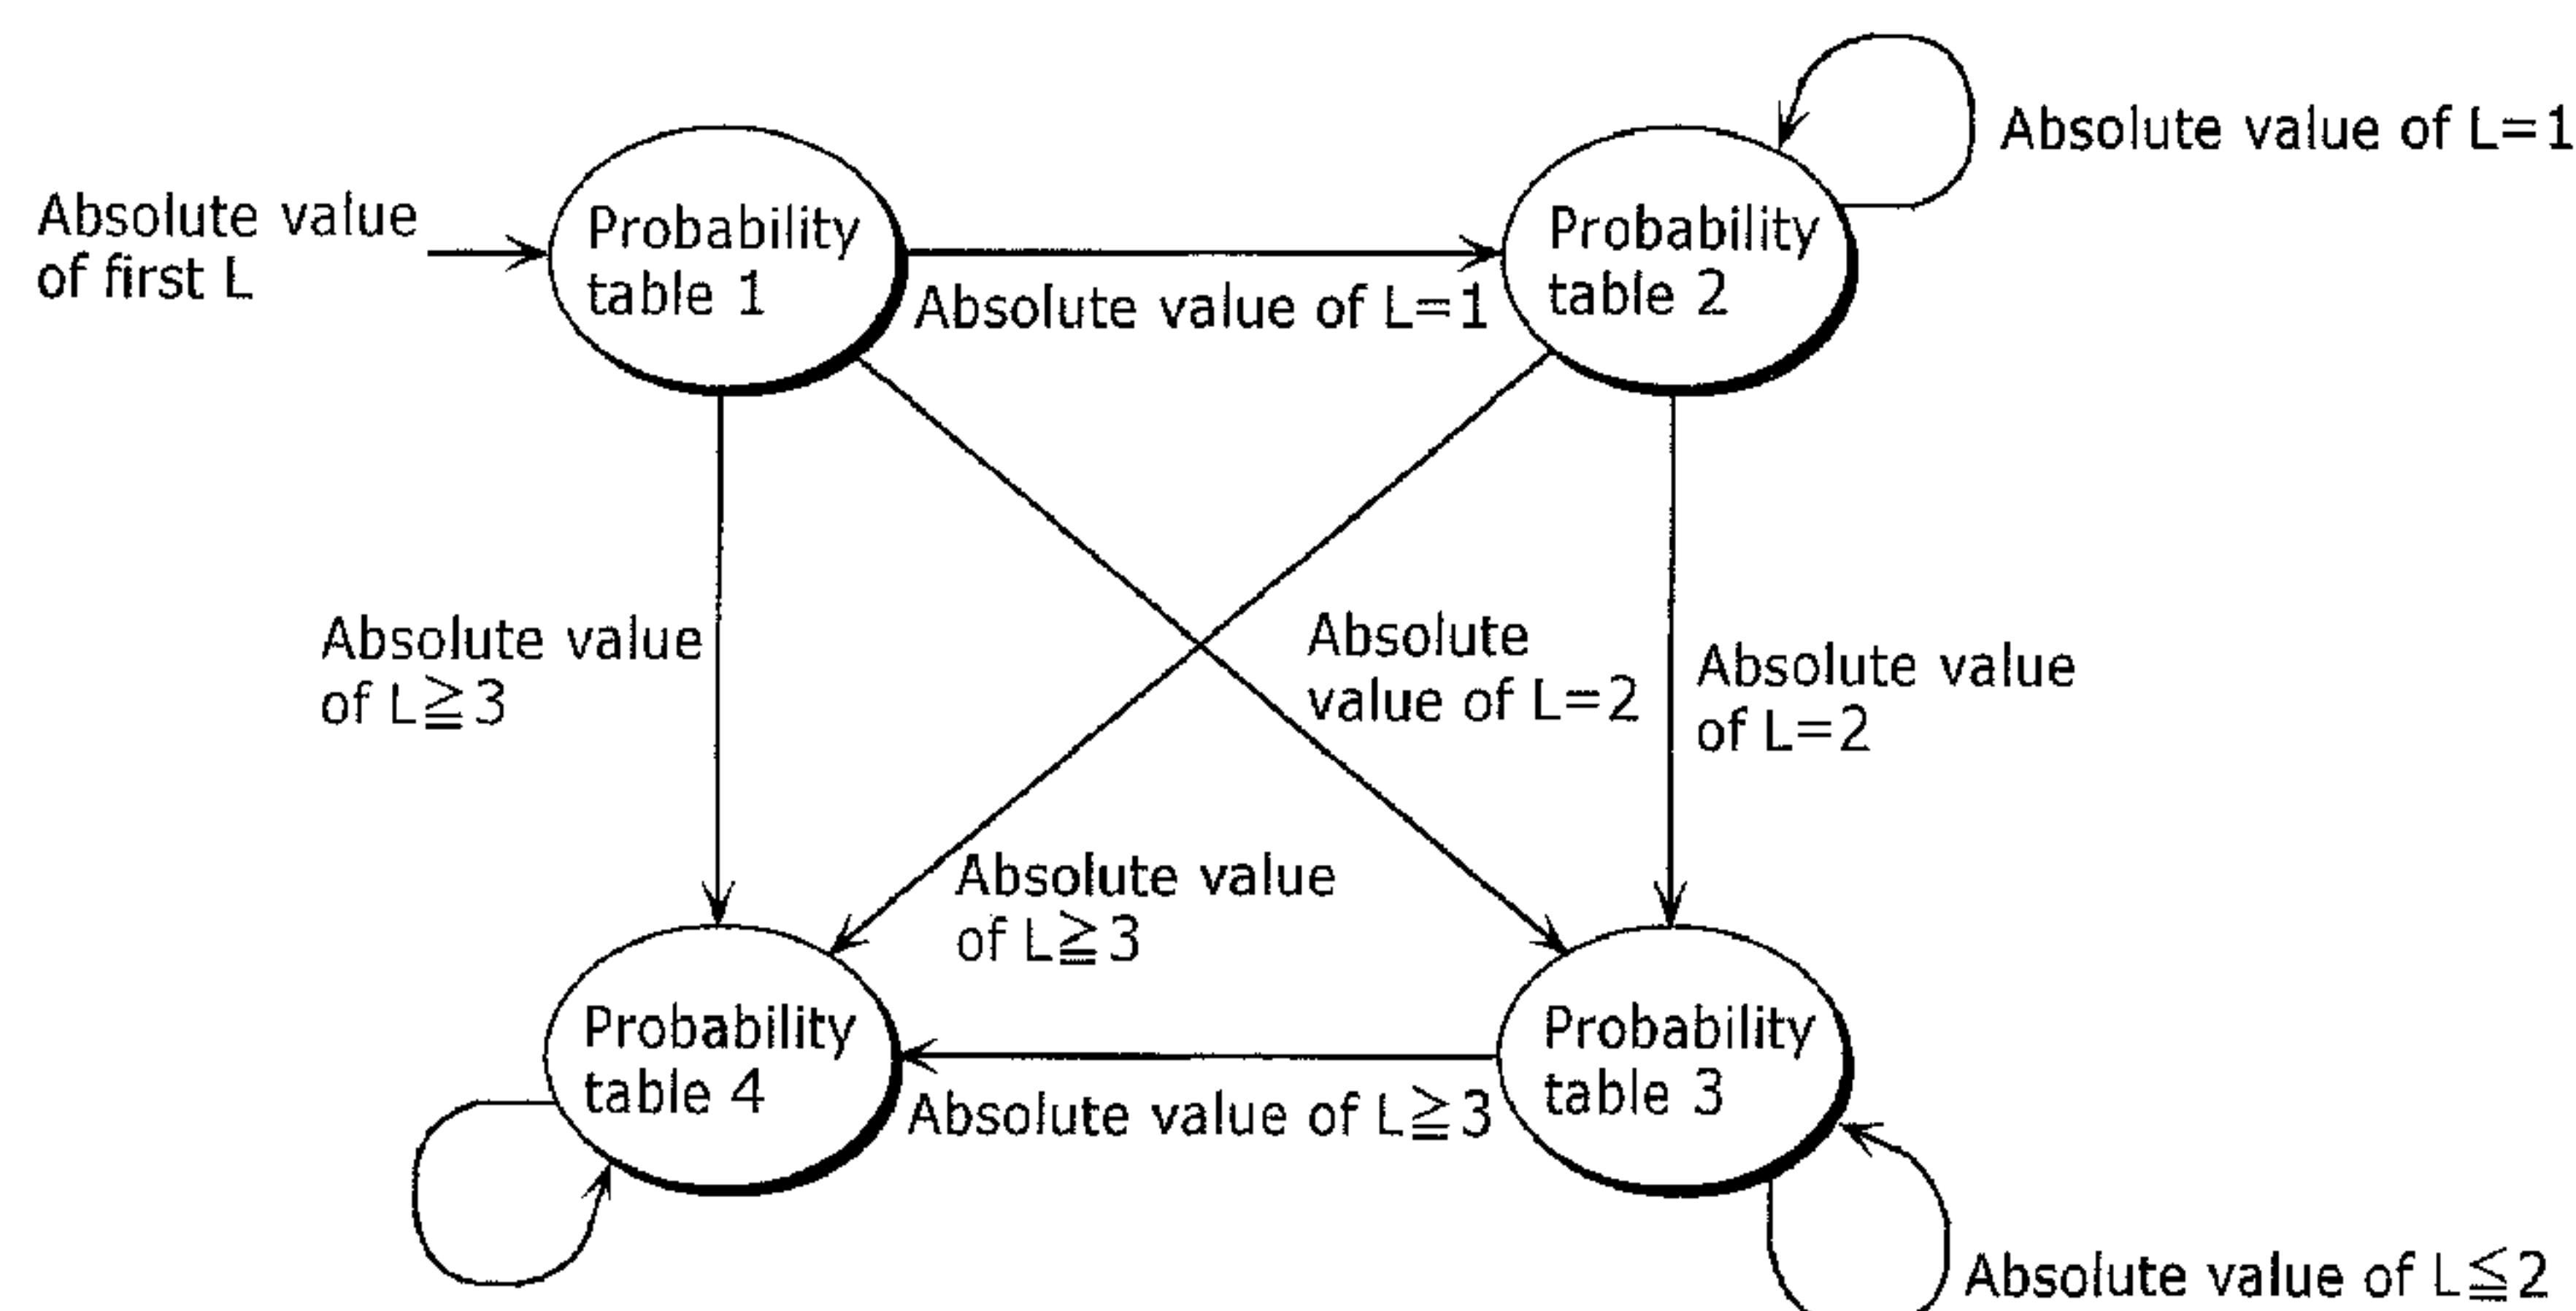 Absolute value of L=1
Absolute value
of first L
Probability
table 1
Probability
table 2
Absolute value of L=1
Absolute value
of L≧3
Absolute
value of L=2
Absolute value
of L=2
Absolute value
of L≧3
Probability
table 4
Probability
table 3
Absolute value of L≧3
Absolute value of L≦2